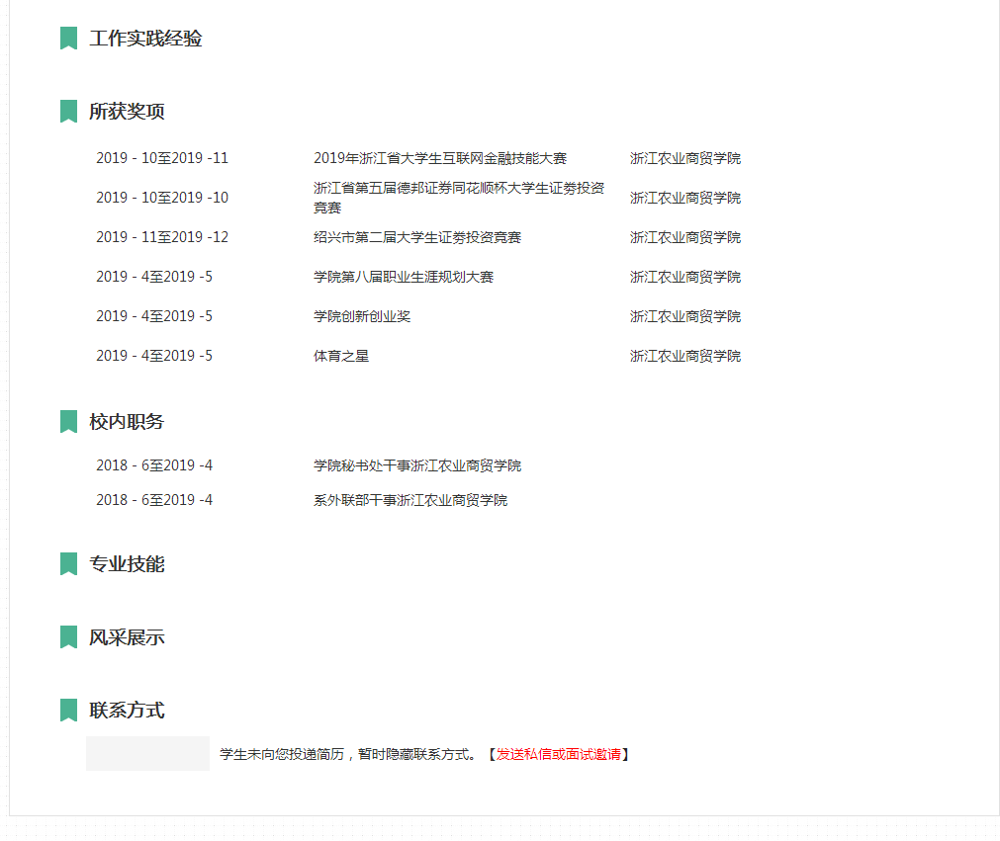 工作实践经验
所获奖项
2019 - 10至2019 -11 2019年浙江省大学生互联网金融技能大赛 浙江农业商贸学院
2019 - 10至2019 -10 浙江省第五届德邦证券同花顺杯大学生证劵投资竟赛 浙江农业商贸学院
2019 - 11至2019 -12 绍兴市第二届大学生证劵投资竞赛 浙江农业商贸学院
2019 - 4至2019 -5 学院第八届职业生涯规划大赛 浙江农业商贸学院
2019 - 4至2019 -5 学院创新创业奖 浙江农业商贸学院
2019 - 4至2019 -5 体育之星 浙江农业商贸学院
校内职务
2018 - 6至2019 -4 学院秘书处干事浙江农业商贸学院
2018 - 6至2019 -4 系外联部干事浙江农业商贸学院
专业技能
风采展示
联系方式
学生未向您投递简历，暂时隐藏联系方式。【发送私信或面试邀请】